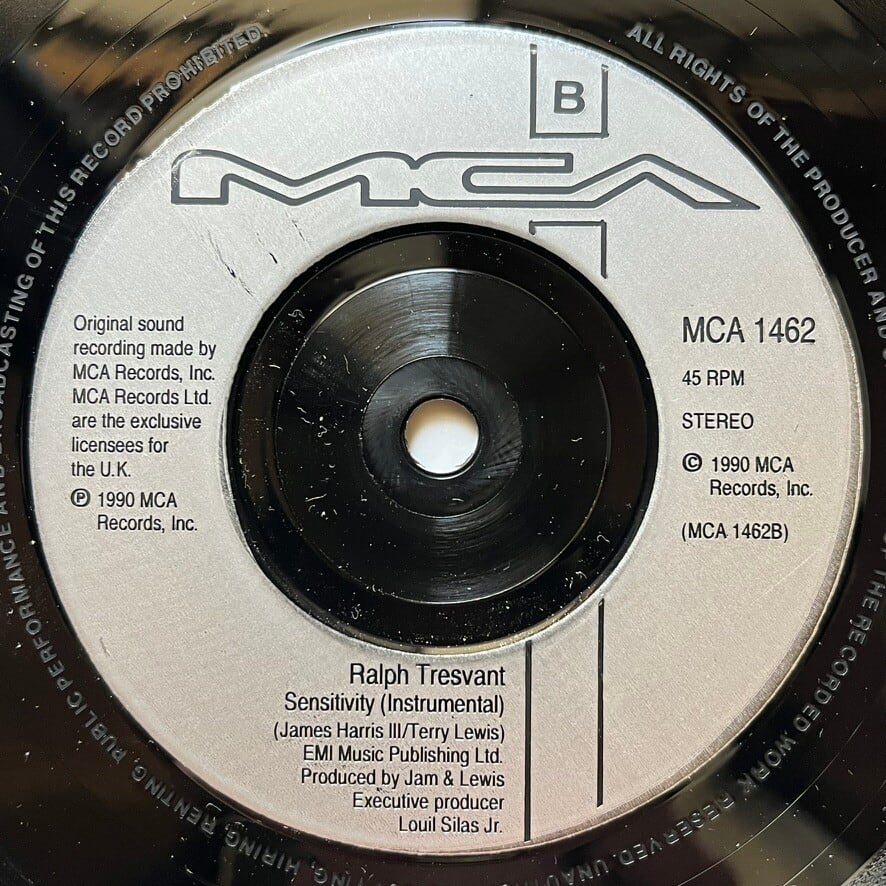 ALL RIGHTS OF THE PRODUCER AND
OF THE RECORDED WORK RESERVED
HIRING, RENTING, PUBLIC PERFORMANCE AND BROADCASTING OF THIS RECORD PROHIBITED.
B
MCA
Original sound
recording made by
MCA Records, Inc.
MCA Records Ltd.
are the exclusive
licensees for
the U.K.
℗ 1990 MCA
Records, Inc.
MCA 1462
45 RPM
STEREO
© 1990 MCA
Records, Inc.
(MCA 1462B)
Ralph Tresvant
Sensitivity (Instrumental)
(James Harris III/Terry Lewis)
EMI Music Publishing Ltd.
Produced by Jam & Lewis
Executive producer
Louil Silas Jr.